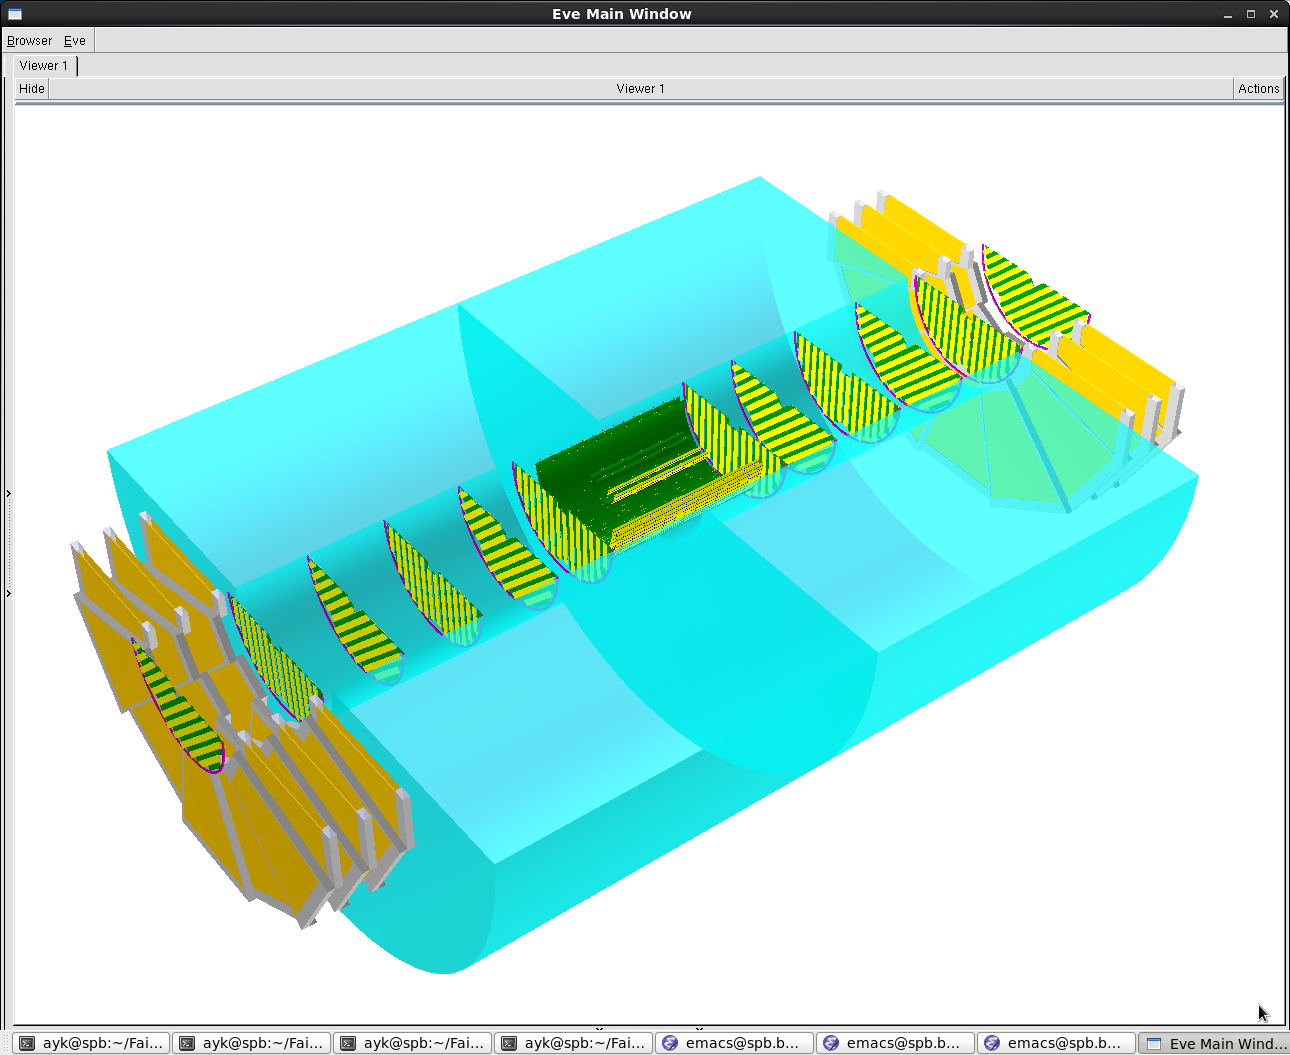 Eve Main Window
Browser Eve
Viewer 1
Hide Viewer 1 Actions
ayk@spb:~/Fai... ayk@spb:~/Fai... ayk@spb:~/Fai... ayk@spb:~/Fai... emacs@spb.b... emacs@spb.b... emacs@spb.b... Eve Main Wind...